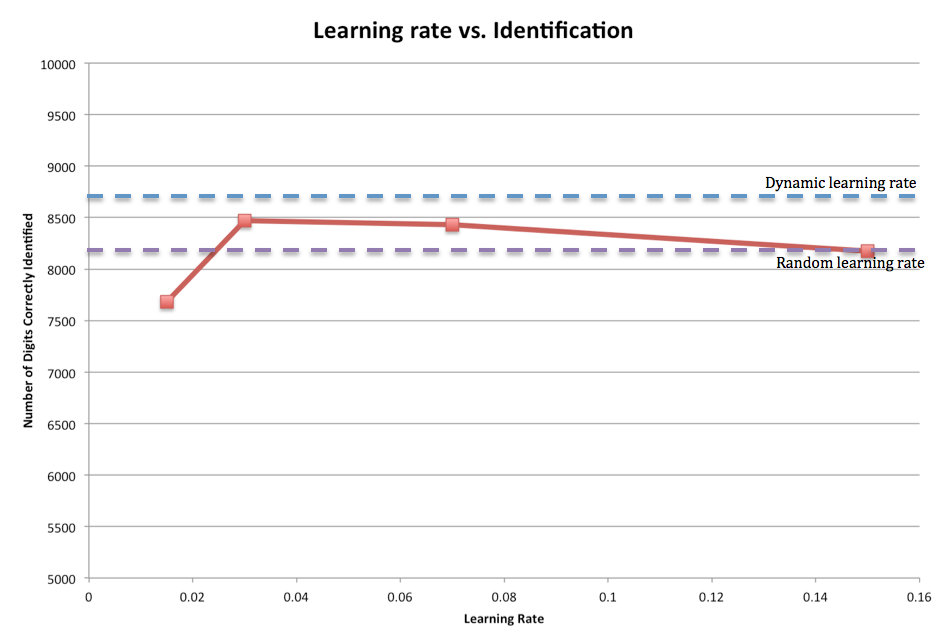 Learning rate vs. Identification
10000
9500
9000
Dynamic learning rate
8500
8000
Random learning rate
7500
7000
6500
6000
5500
5000
Number of Digits Correctly Identified
0 0.02 0.04 0.06 0.08 0.1 0.12 0.14 0.16
Learning Rate